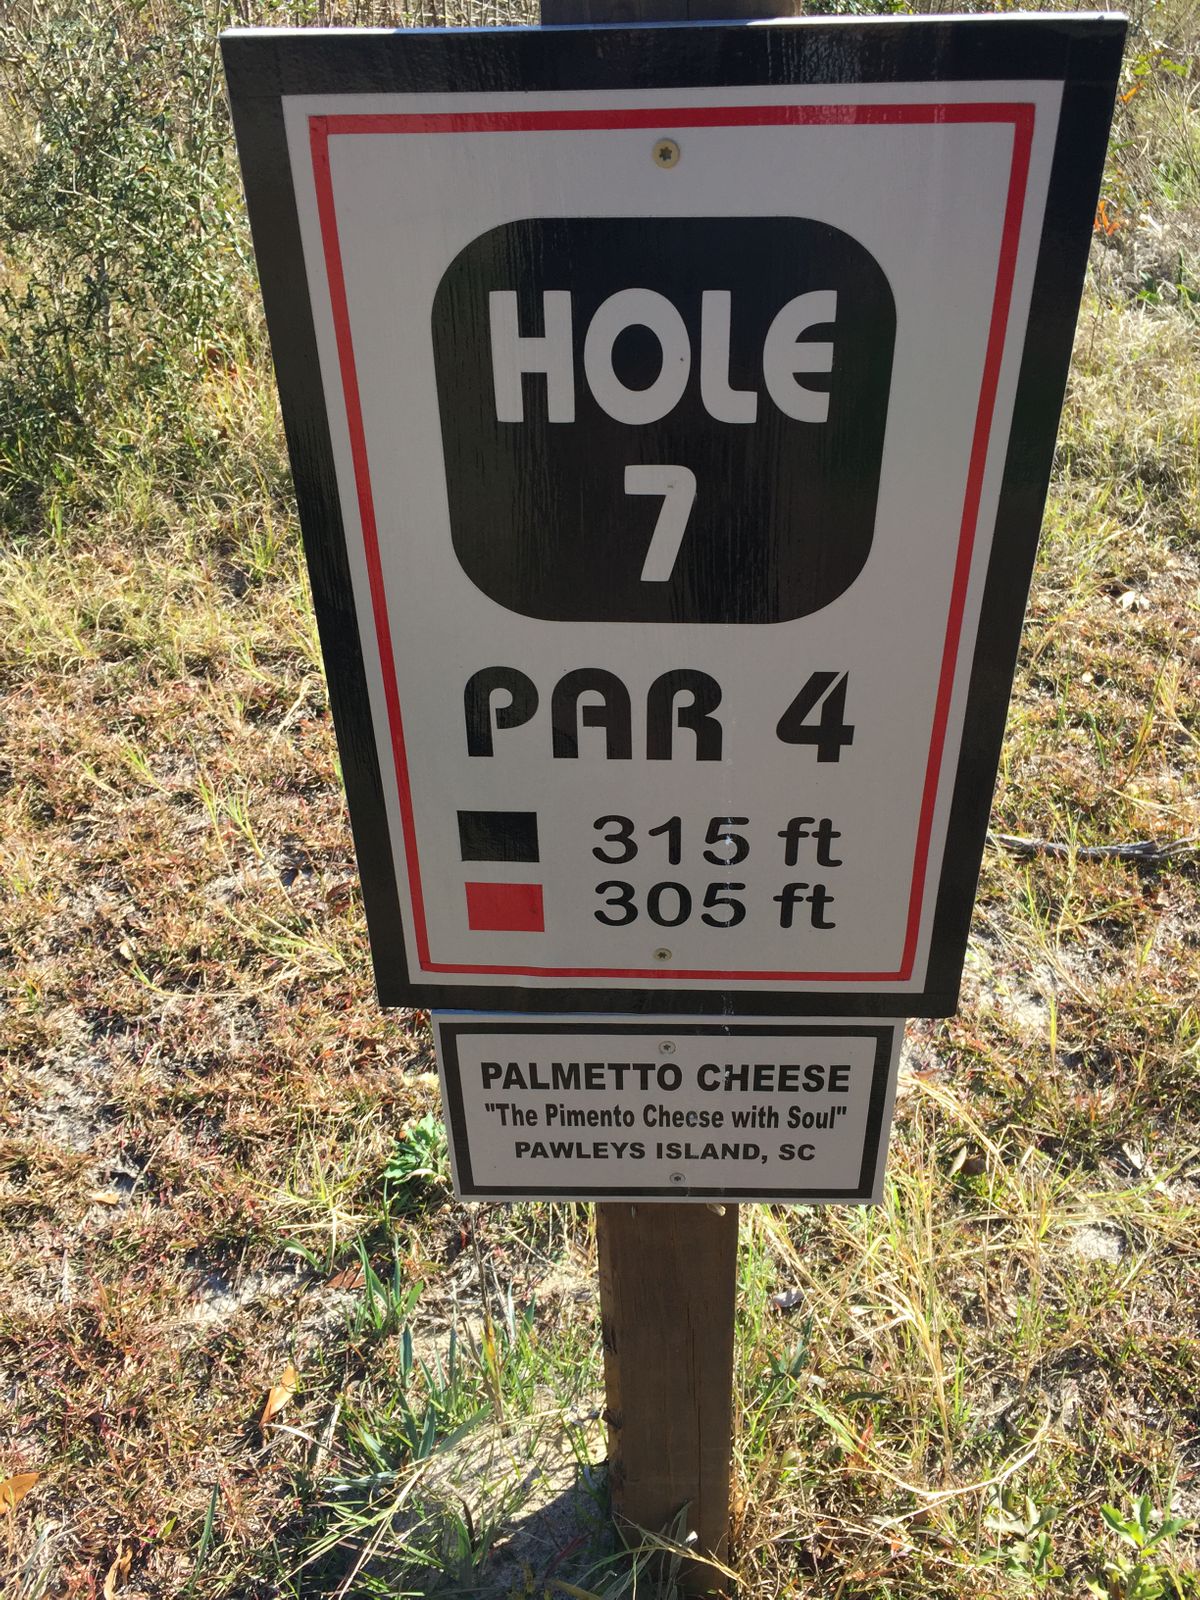 HOLE
7
PAR 4
315 ft
305 ft
PALMETTO CHEESE
"The Pimento Cheese with Soul"
PAWLEYS ISLAND, SC